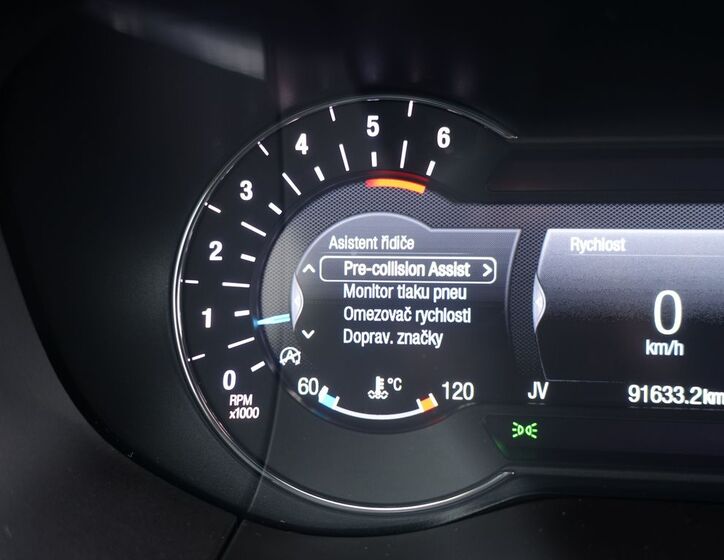 6
5
4
3
2
1
0
RPM
x1000
Asistent řidiče
Pre-collision Assist
Monitor tlaku pneu
Omezovač rychlosti
Doprav. značky
60
°C
120
Rychlost
0
km/h
JV
91633.2km